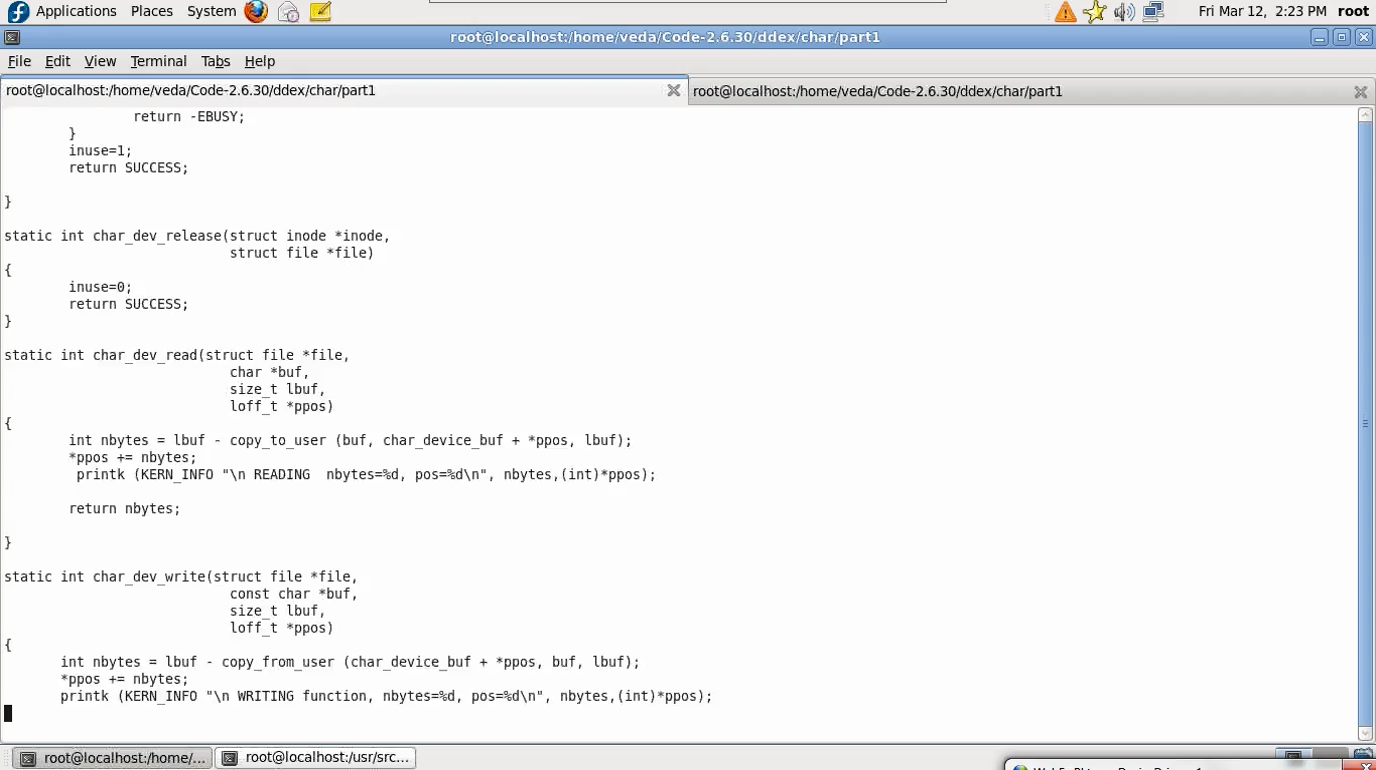 Applications Places System Fri Mar 12, 2:23 PM root
root@localhost:/home/veda/Code-2.6.30/ddex/char/part1
File Edit View Terminal Tabs Help
root@localhost:/home/veda/Code-2.6.30/ddex/char/part1 root@localhost:/home/veda/Code-2.6.30/ddex/char/part1
return -EBUSY;
}
inuse=1;
return SUCCESS;
}
static int char_dev_release(struct inode *inode,
struct file *file)
{
inuse=0;
return SUCCESS;
}
static int char_dev_read(struct file *file,
char *buf,
size_t lbuf,
loff_t *ppos)
{
int nbytes = lbuf - copy_to_user (buf, char_device_buf + *ppos, lbuf);
*ppos += nbytes;
printk (KERN_INFO "\n READING  nbytes=%d, pos=%d\n", nbytes,(int)*ppos);
return nbytes;
}
static int char_dev_write(struct file *file,
const char *buf,
size_t lbuf,
loff_t *ppos)
{
int nbytes = lbuf - copy_from_user (char_device_buf + *ppos, buf, lbuf);
*ppos += nbytes;
printk (KERN_INFO "\n WRITING function, nbytes=%d, pos=%d\n", nbytes,(int)*ppos);
root@localhost:/home/... root@localhost:/usr/src...